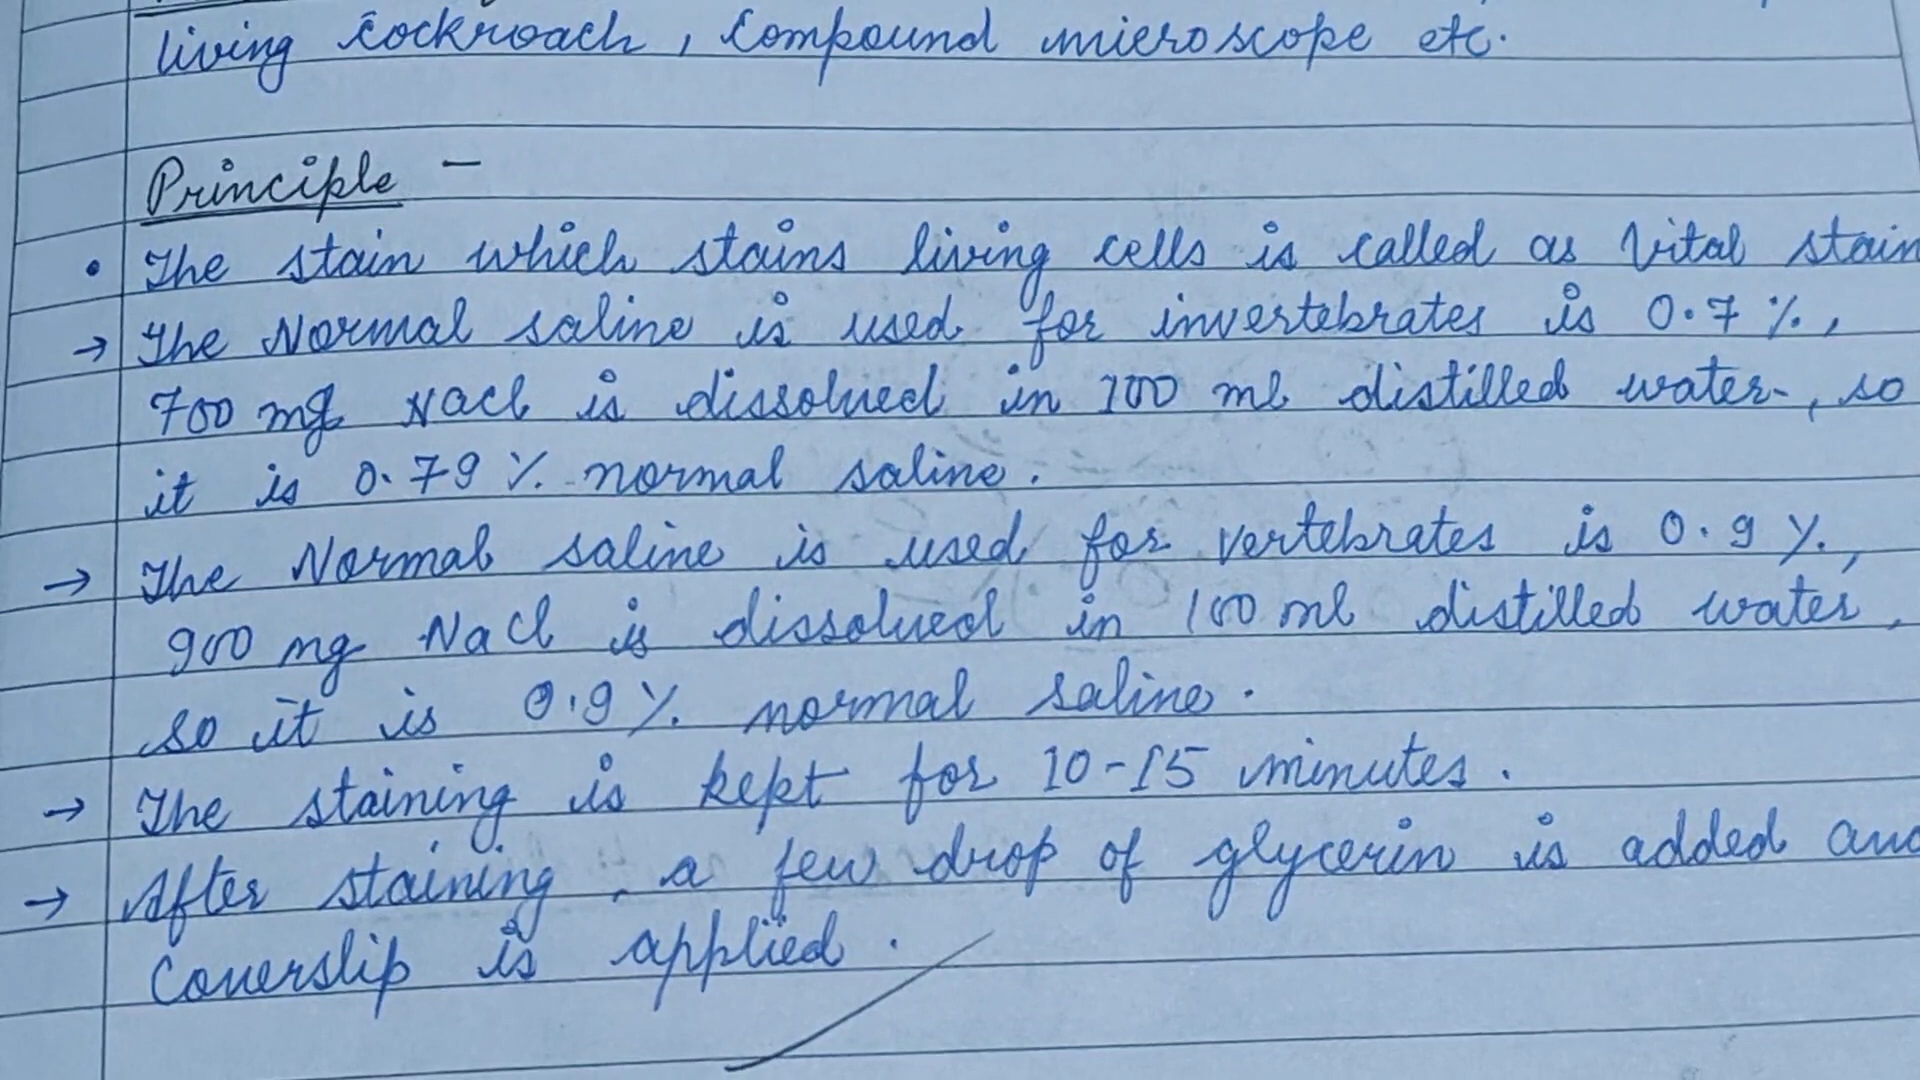 living cockroach, compound microscope etc.
Principle -
• The stain which stains living cells is called as Vital stain
→ The Normal saline is used for invertebrates is 0.7 %,
700 mg NaCl is dissolved in 100 ml distilled water, so
it is 0.79 % normal saline.
→ The Normal saline is used for vertebrates is 0.9 %,
900 mg NaCl is dissolved in 100 ml distilled water,
so it is 0.9 % normal saline.
→ The staining is kept for 10-15 minutes.
→ After staining, a few drop of glycerin is added and
Coverslip is applied.